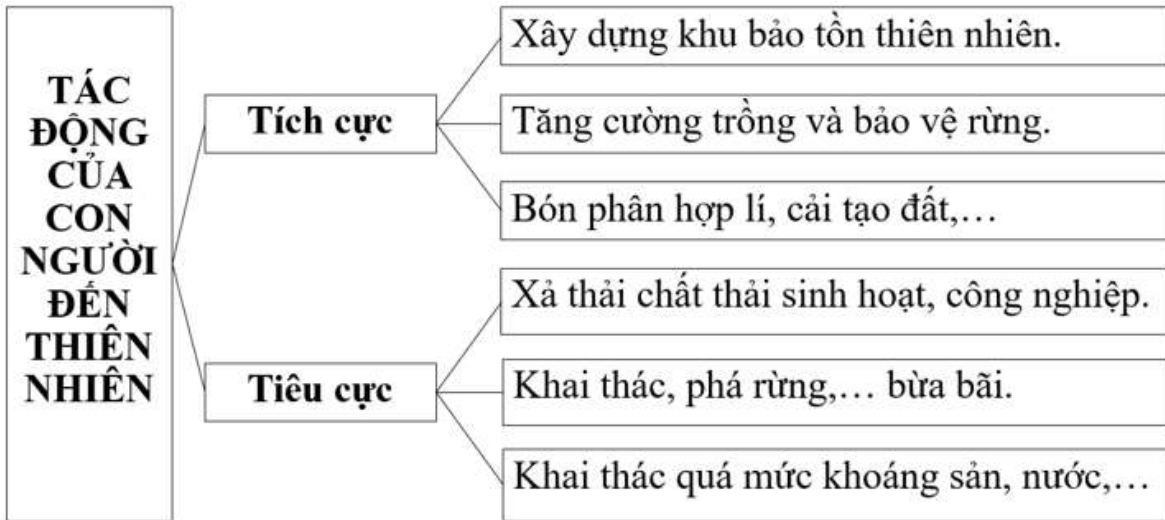 TÁC
ĐỘNG
CỦA
CON
NGƯỜI
ĐẾN
THIÊN
NHIÊN
Tích cực
Xây dựng khu bảo tồn thiên nhiên.
Tăng cường trồng và bảo vệ rừng.
Bón phân hợp lí, cải tạo đất,…
Tiêu cực
Xả thải chất thải sinh hoạt, công nghiệp.
Khai thác, phá rừng,… bừa bãi.
Khai thác quá mức khoáng sản, nước,…